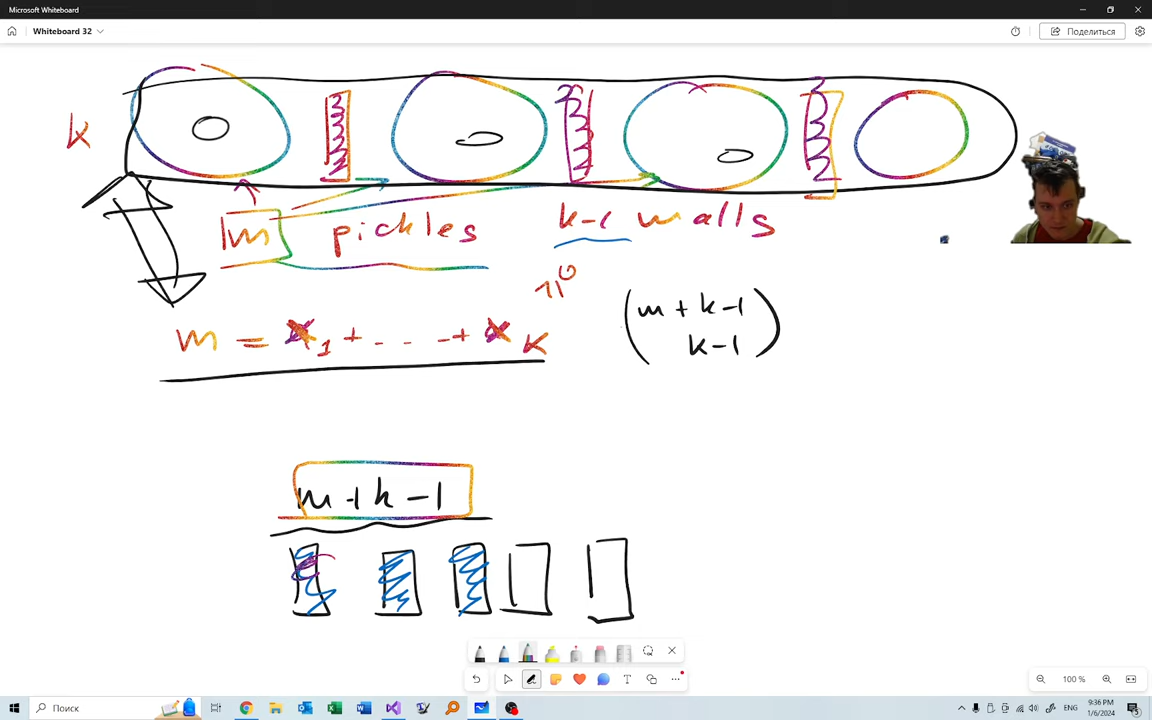 Microsoft Whiteboard
Whiteboard 32
Поделиться
k
m pickles
k-1 walls
m = x₁ + .... + x k
(m + k-1
k-1)
m+k-1
100 %
Поиск
ENG
9:36 PM
1/6/2024
5